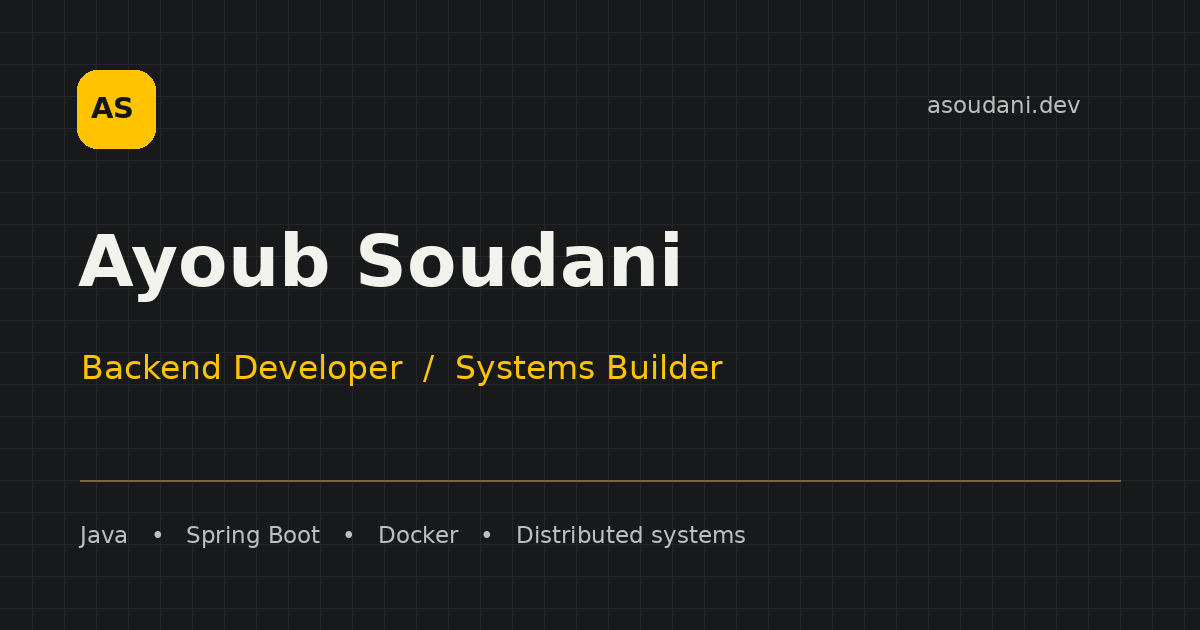 AS
asoudani.dev
Ayoub Soudani
Backend Developer / Systems Builder
Java • Spring Boot • Docker • Distributed systems